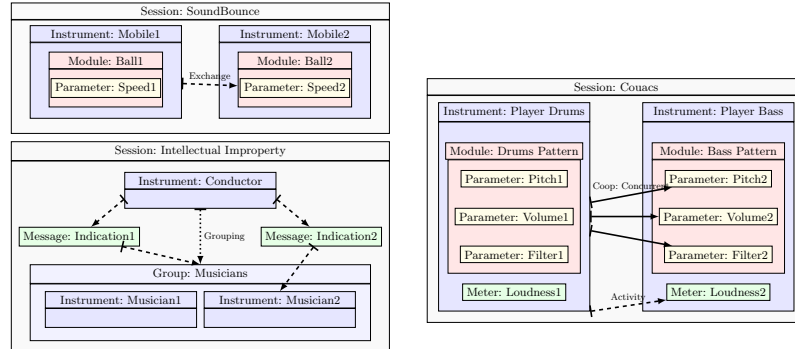 Session: SoundBounce
Instrument: Mobile1
Instrument: Mobile2
Module: Ball1
Module: Ball2
Exchange
Parameter: Speed1
Parameter: Speed2
Session: Intellectual Improperty
Instrument: Conductor
Message: Indication1
Grouping
Message: Indication2
Group: Musicians
Instrument: Musician1
Instrument: Musician2
Session: Couacs
Instrument: Player Drums
Instrument: Player Bass
Module: Drums Pattern
Module: Bass Pattern
Parameter: Pitch1
Coop: Concurrent
Parameter: Pitch2
Parameter: Volume1
Parameter: Volume2
Parameter: Filter1
Parameter: Filter2
Meter: Loudness1
Activity
Meter: Loudness2